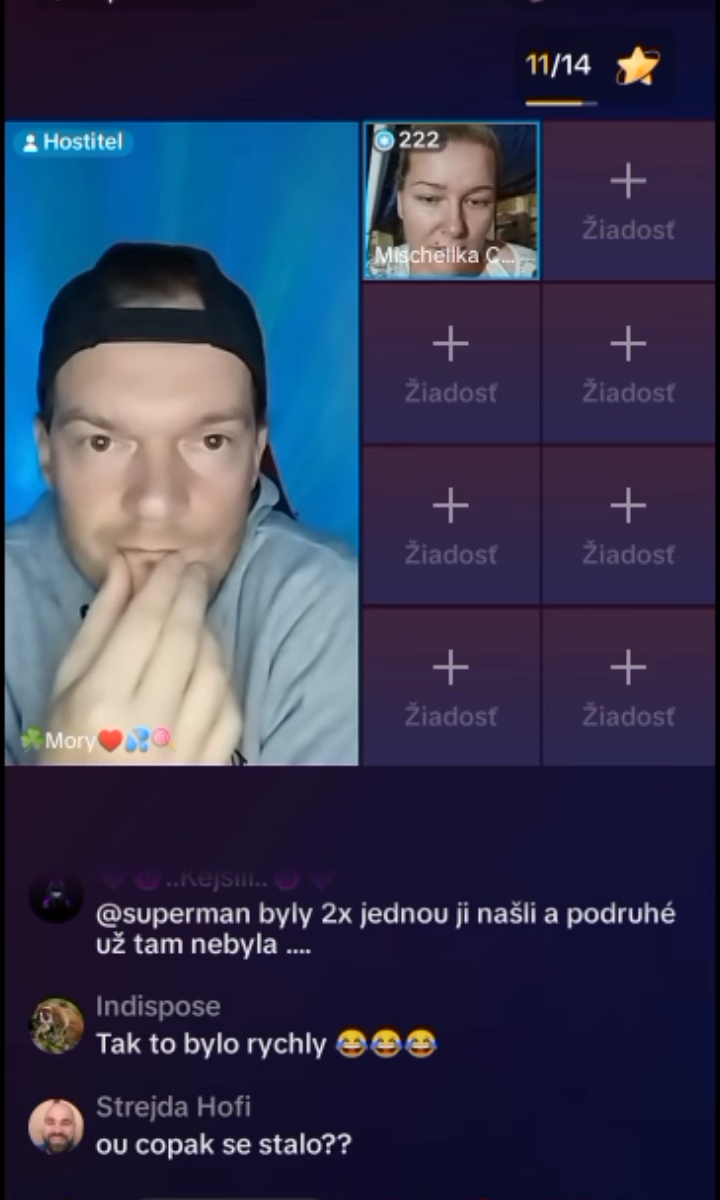 11/14
Hostitel
222
Mischellka C...
Žiadosť
Žiadosť
Žiadosť
Žiadosť
Žiadosť
Žiadosť
Žiadosť
☘️Mory❤️💦🍭
..Kejsiii..
@superman byly 2x jednou ji našli a podruhé
už tam nebyla ....
Indispose
Tak to bylo rychly 😂😂😂
Strejda Hofi
ou copak se stalo??